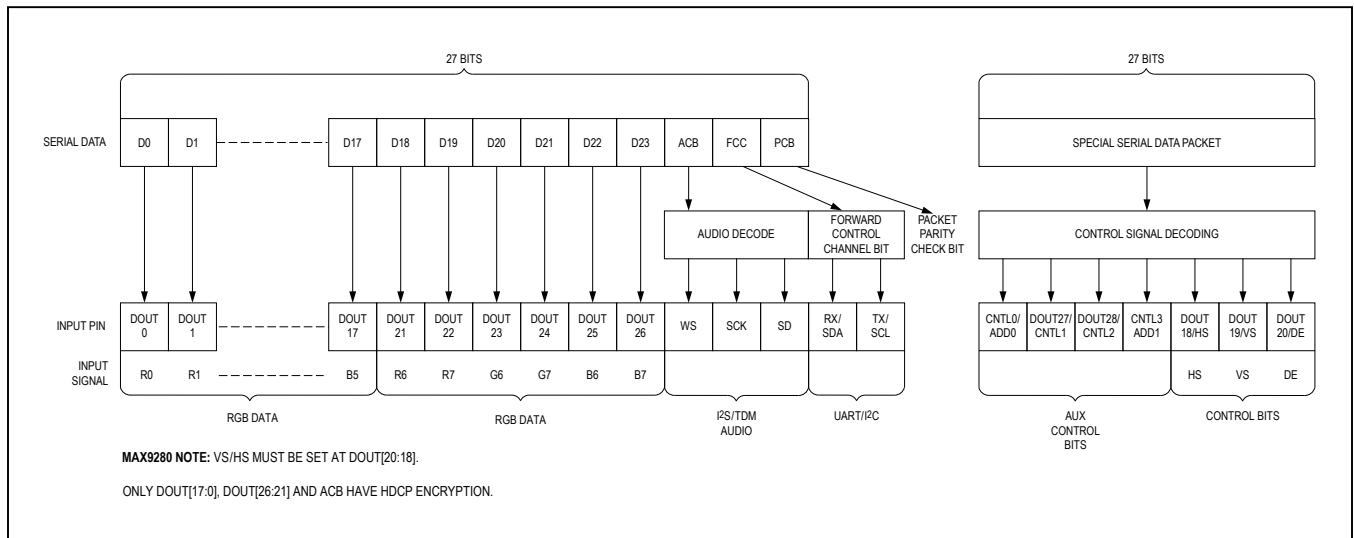 27 BITS 27 BITS
SERIAL DATA D0 D1 D17 D18 D19 D20 D21 D22 D23 ACB FCC PCB SPECIAL SERIAL DATA PACKET
AUDIO DECODE
FORWARD
CONTROL
CHANNEL BIT
PACKET
PARITY
CHECK BIT
CONTROL SIGNAL DECODING
INPUT PIN
DOUT
0
DOUT
1
DOUT
17
DOUT
21
DOUT
22
DOUT
23
DOUT
24
DOUT
25
DOUT
26
WS
SCK
SD
RX/
SDA
TX/
SCL
CNTL0/
ADD0
DOUT27/
CNTL1
DOUT28/
CNTL2
CNTL3
ADD1
DOUT
18/HS
DOUT
19/VS
DOUT
20/DE
INPUT
SIGNAL
R0 R1 B5 R6 R7 G6 G7 B6 B7 HS VS DE
RGB DATA
RGB DATA
I²S/TDM
AUDIO
UART/I²C
AUX
CONTROL
BITS
CONTROL BITS
MAX9280 NOTE: VS/HS MUST BE SET AT DOUT[20:18].
ONLY DOUT[17:0], DOUT[26:21] AND ACB HAVE HDCP ENCRYPTION.